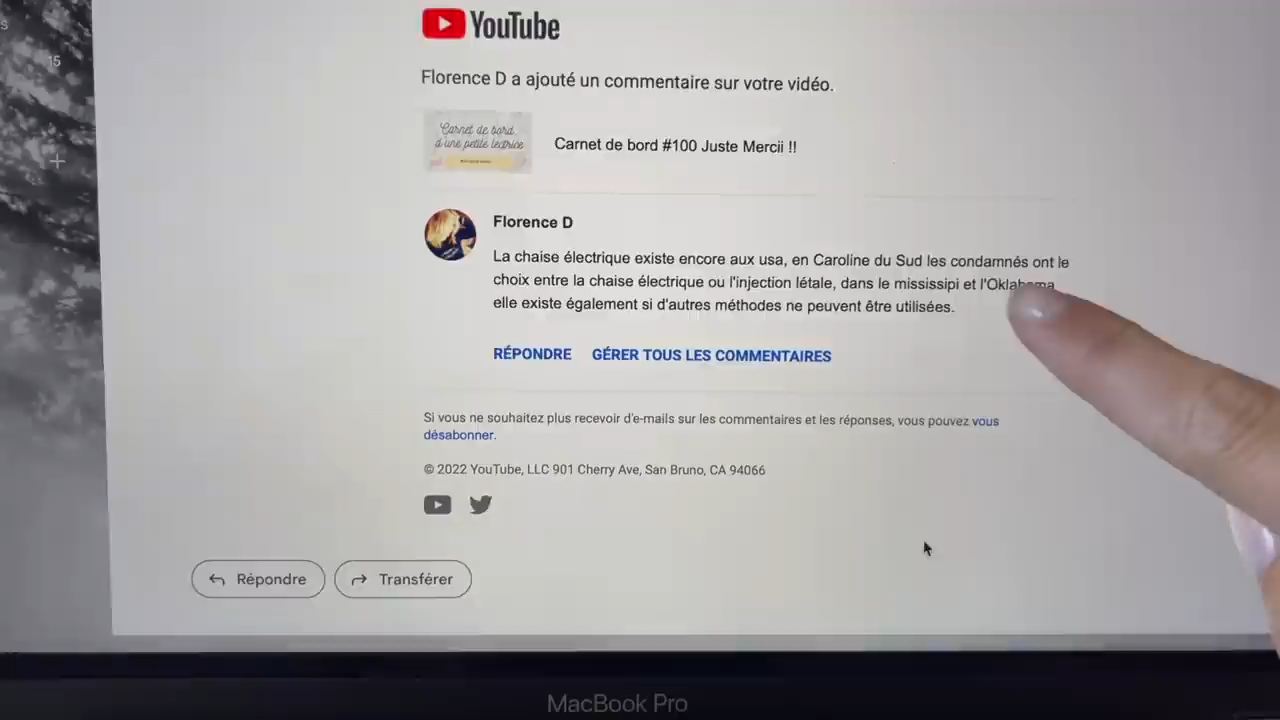 s
15
YouTube
Florence D a ajouté un commentaire sur votre vidéo.
Carnet de bord
d'une petite lectrice
Carnet de bord #100 Juste Mercii !!
Florence D
La chaise électrique existe encore aux usa, en Caroline du Sud les condamnés ont le
choix entre la chaise électrique ou l'injection létale, dans le mississipi et l'Oklahoma
elle existe également si d'autres méthodes ne peuvent être utilisées.
RÉPONDRE GÉRER TOUS LES COMMENTAIRES
Si vous ne souhaitez plus recevoir d'e-mails sur les commentaires et les réponses, vous pouvez vous
désabonner.
© 2022 YouTube, LLC 901 Cherry Ave, San Bruno, CA 94066
Répondre Transférer
MacBook Pro